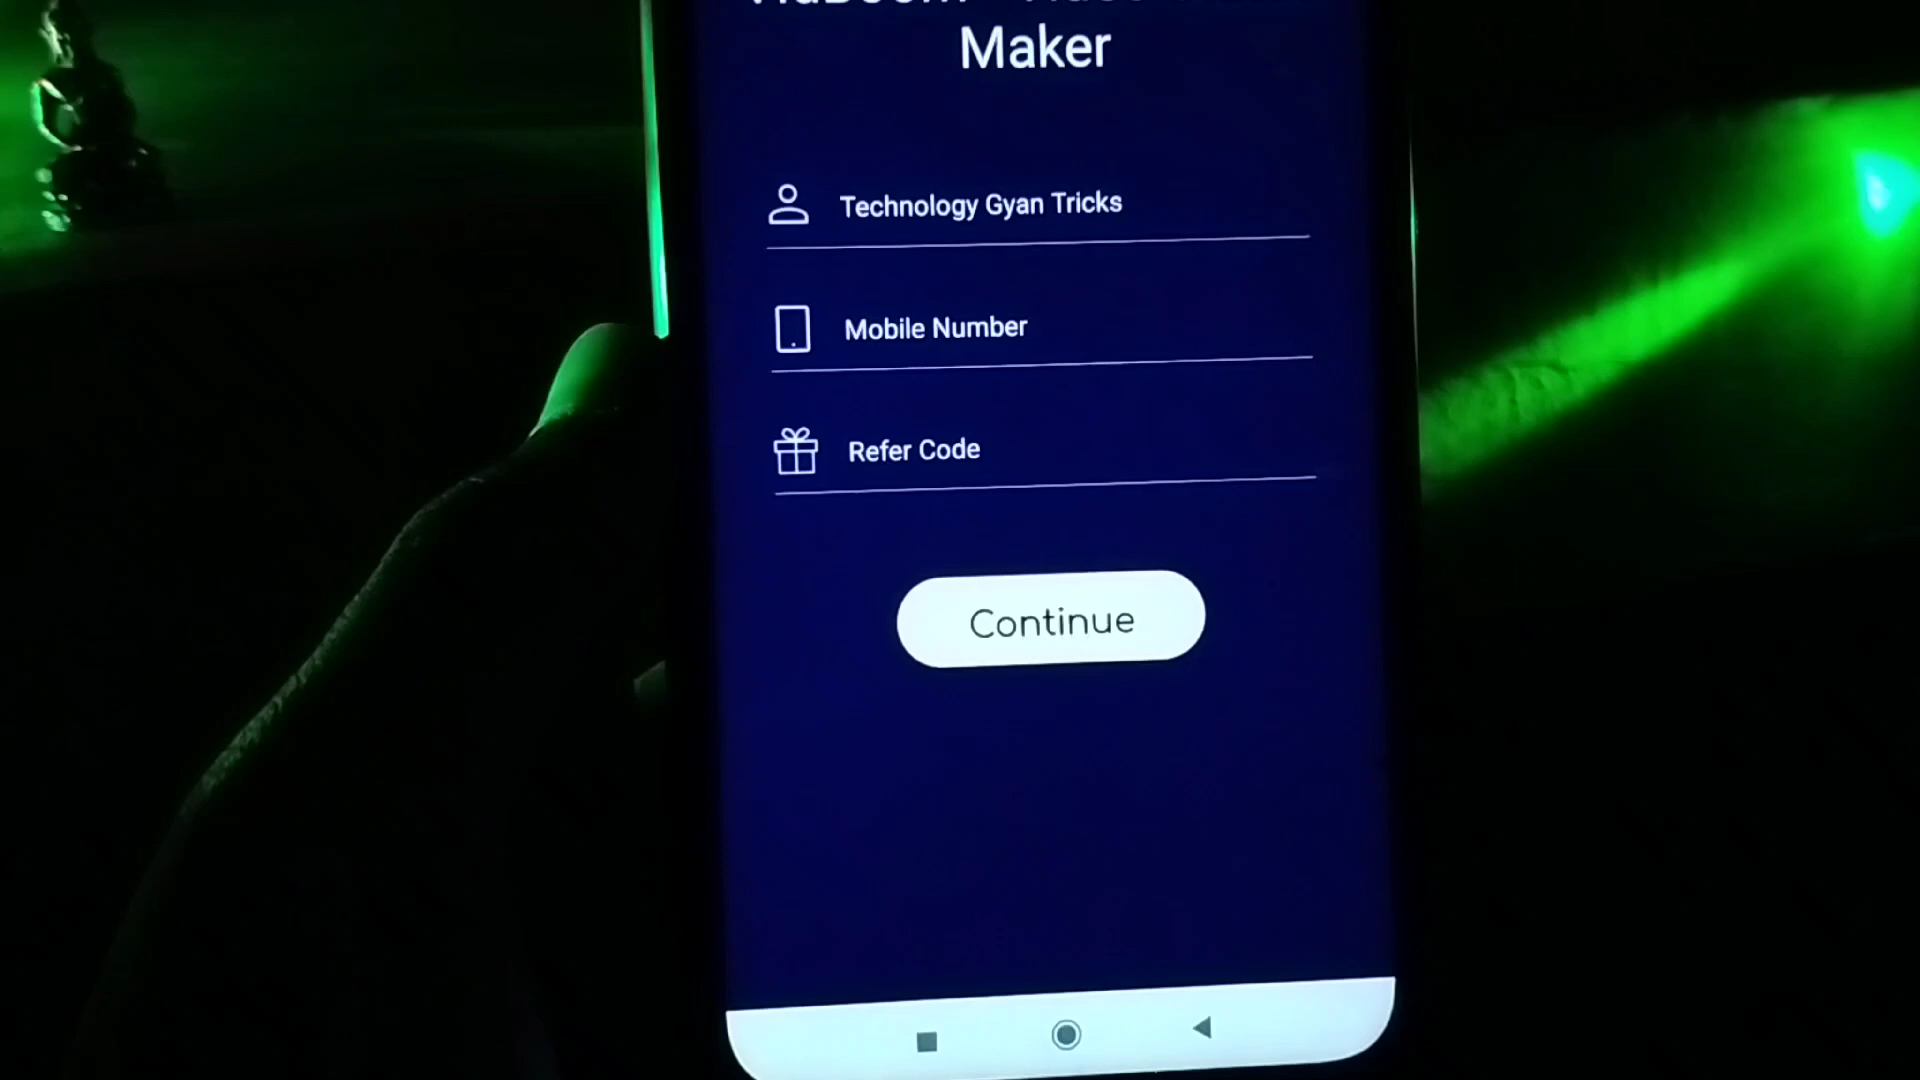 Maker
Technology Gyan Tricks
Mobile Number
Refer Code
Continue